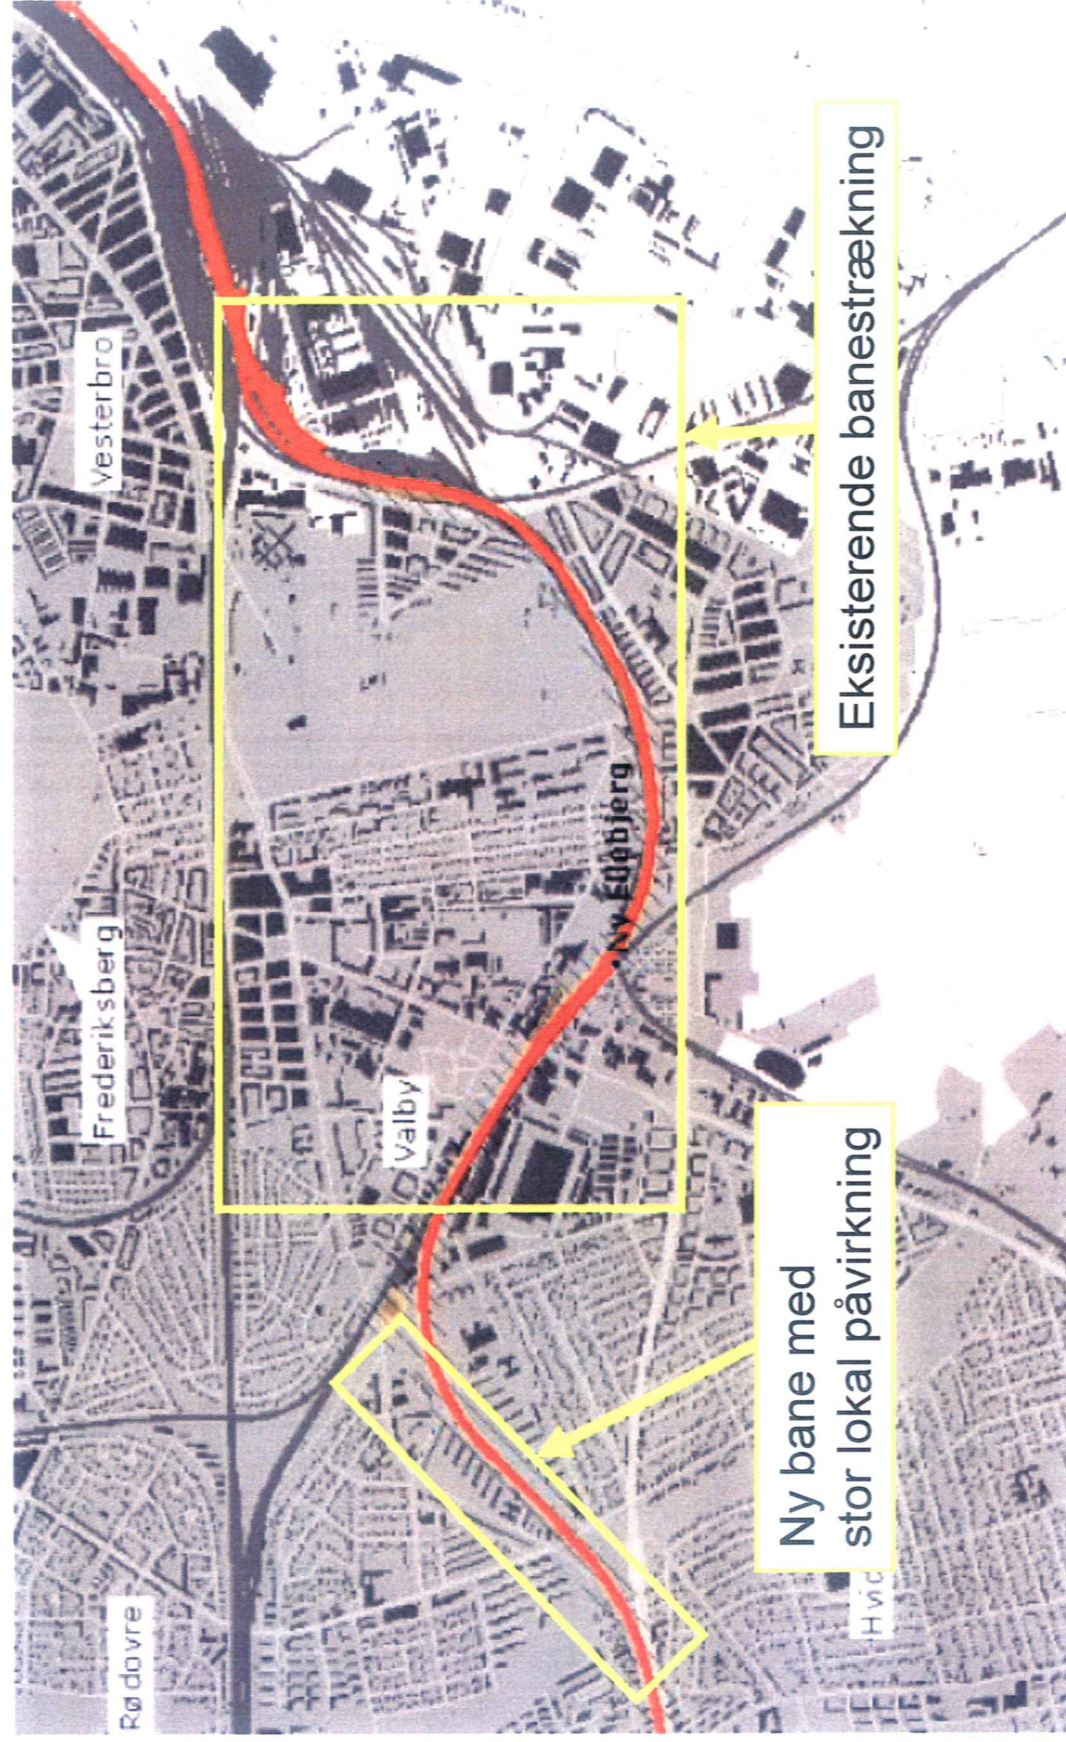 Vesterbro
Frederiksberg
Rødovre
Valby
Ny Ellebjerg
Eksisterende banestrækning
Ny bane med
stor lokal påvirkning